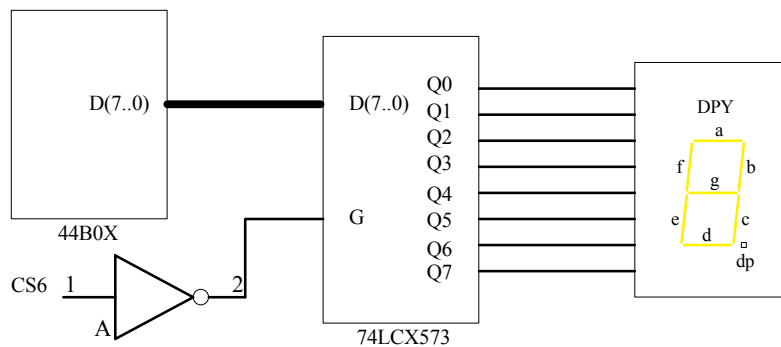 D(7..0)
44B0X
D(7..0)
G
Q0
Q1
Q2
Q3
Q4
Q5
Q6
Q7
74LCX573
DPY
a
f
b
g
e
c
d
dp
CS6
1
2
A